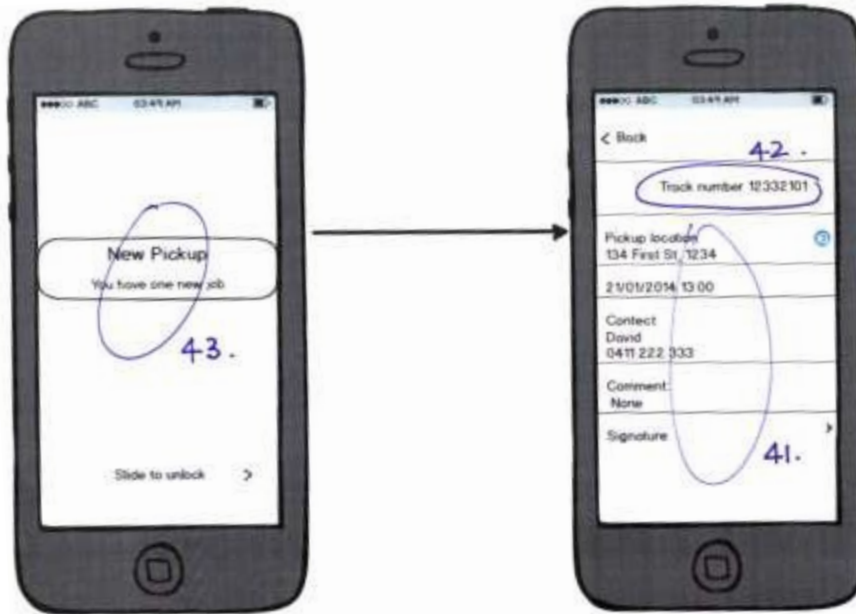 ABC 03:49 AM
New Pickup
You have one new job
43.
Slide to unlock >
ABC 03:49 AM
< Back
42.
Track number 12332101
Pickup location
134 First St, 1234
21/01/2014 13:00
Contect
David
0411 222 333
Comment:
None
Signature >
41.